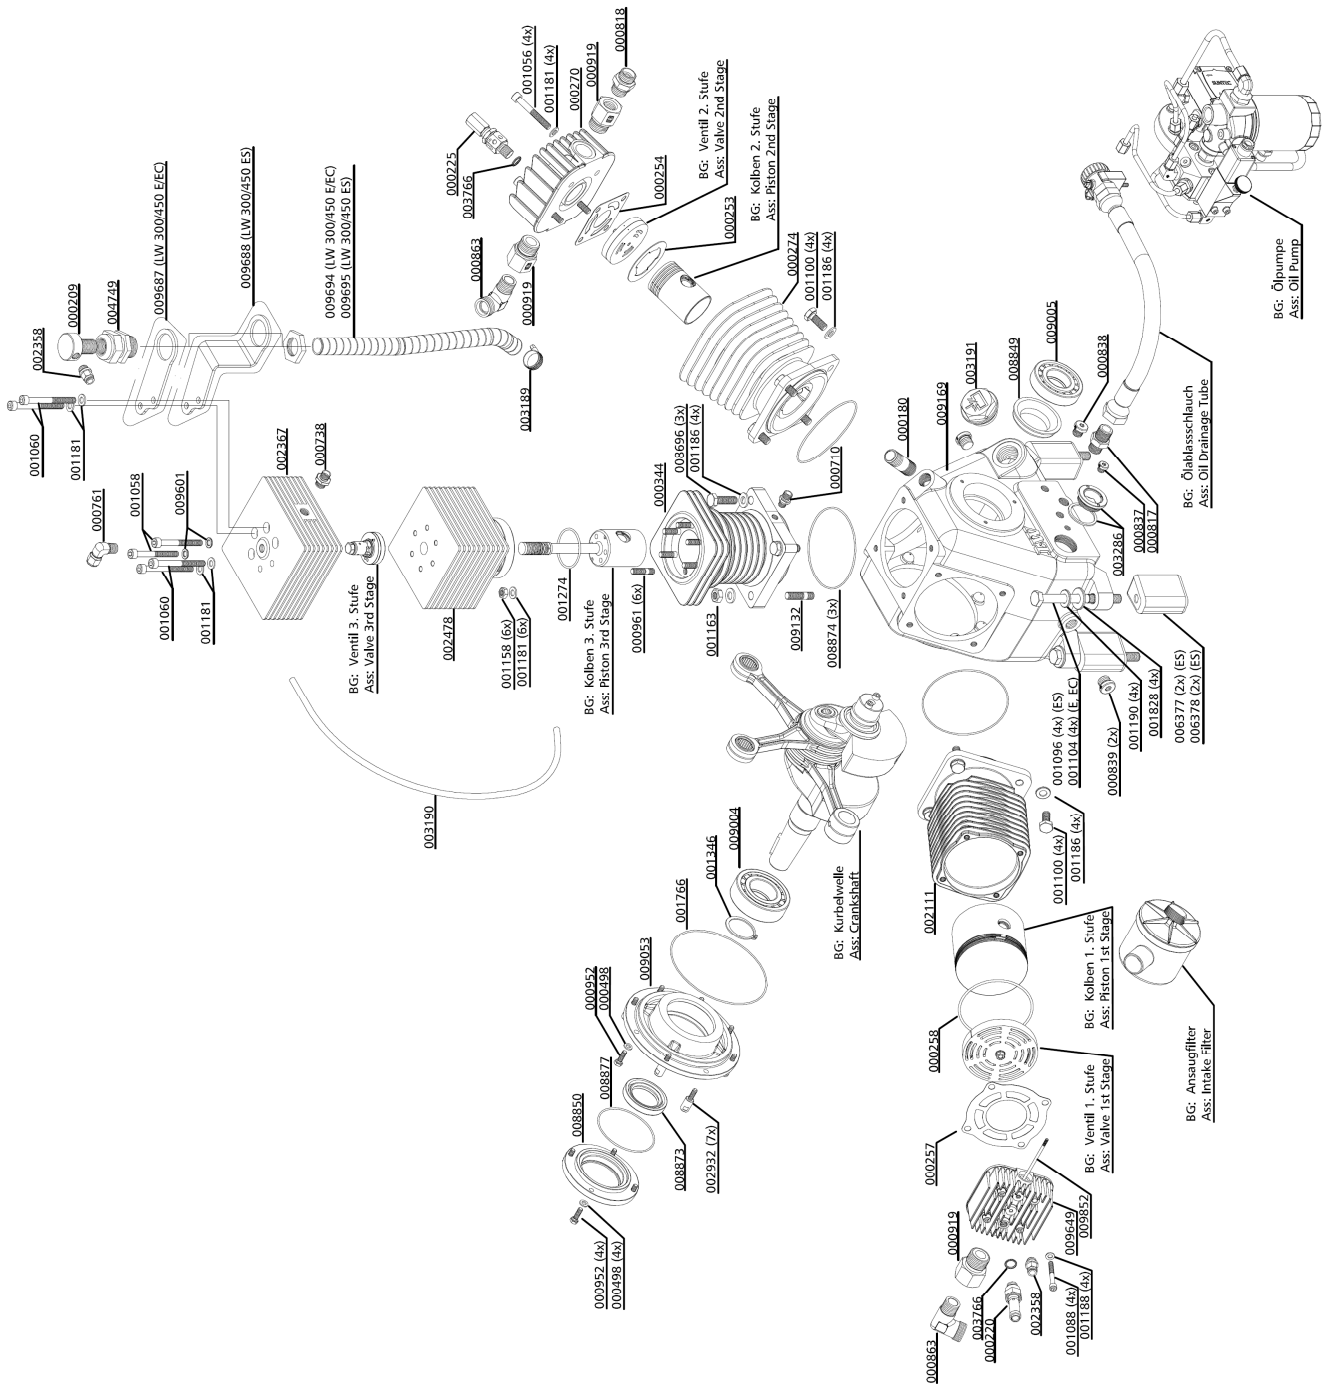 001056 (4x)
001181 (4x)
000270
000919
000818
000225
003766
000254
BG: Ventil 2. Stufe
Ass: Valve 2nd Stage
000253
BG: Kolben 2. Stufe
Ass: Piston 2nd Stage
000863
000919
000274
001100 (4x)
001186 (4x)
009687 (LW 300/450 E/EC)
009688 (LW 300/450 ES)
009694 (LW 300/450 E/EC)
009695 (LW 300/450 ES)
000209
004749
002358
003189
001060
001181
002367
000738
000761
001058
009601
001060
001181
BG: Ventil 3. Stufe
Ass: Valve 3rd Stage
002478
001158 (6x)
001181 (6x)
001274
BG: Kolben 3. Stufe
Ass: Piston 3rd Stage
000961 (6x)
000344
003696 (3x)
001186 (4x)
000710
001163
009132
008874 (3x)
000180
009169
003191
008849
009005
000838
BG: Ölpumpe
Ass: Oil Pump
BG: Ölablassschlauch
Ass: Oil Drainage Tube
003286
000837
000817
001096 (4x) (ES)
001104 (4x) (E, EC)
000839 (2x)
001190 (4x)
001828 (4x)
006377 (2x) (ES)
006378 (2x) (ES)
SUNTEC
003190
009004
001346
001766
BG: Kurbelwelle
Ass: Crankshaft
009053
000952
000498
008877
008850
008873
002932 (7x)
000952 (4x)
000498 (4x)
002111
001100 (4x)
001186 (4x)
BG: Kolben 1. Stufe
Ass: Piston 1st Stage
BG: Ansaugfilter
Ass: Intake Filter
000258
BG: Ventil 1. Stufe
Ass: Valve 1st Stage
000257
009649
009852
000919
003766
000220
000863
002358
001088 (4x)
001188 (4x)